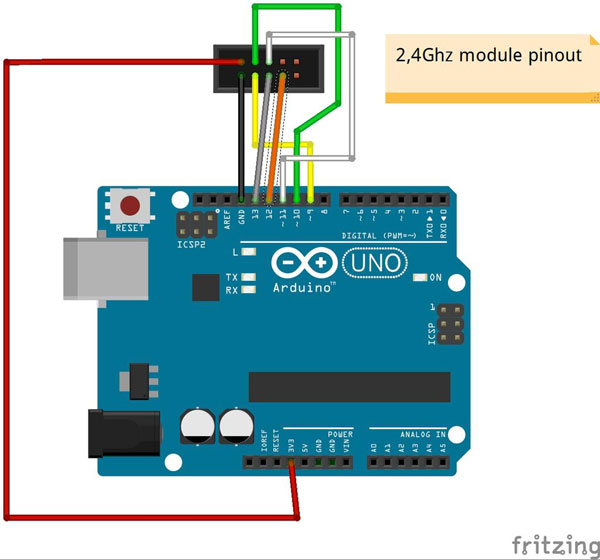 2,4Ghz module pinout
RESET
ICSP2
AREF
GND
13
12
~11
~10
~9
8
7
~6
~5
4
~3
2
TX0▶1
RX0◀0
DIGITAL (PWM=~)
L
TX
RX
Arduino™
UNO
ON
1
ICSP
IOREF
RESET
3V3
5V
GND
GND
VIN
POWER
A0
A1
A2
A3
A4
A5
ANALOG IN
fritzing